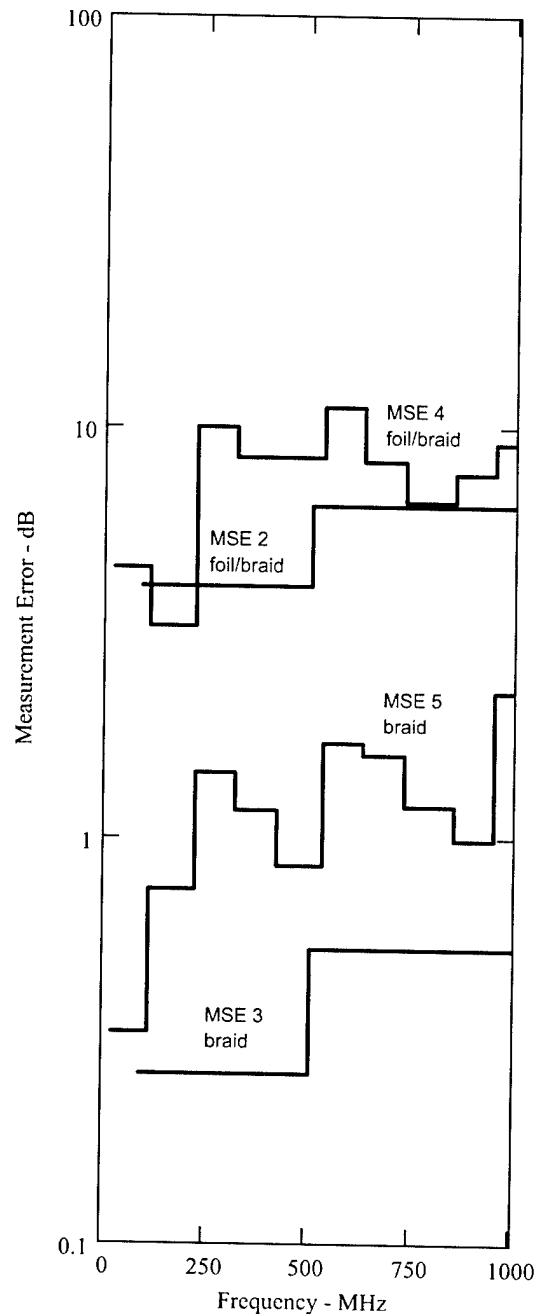 100
10
1
0.1
Measurement Error - dB
MSE 4
foil/braid
MSE 2
foil/braid
MSE 5
braid
MSE 3
braid
0
250
500
750
1000
Frequency - MHz